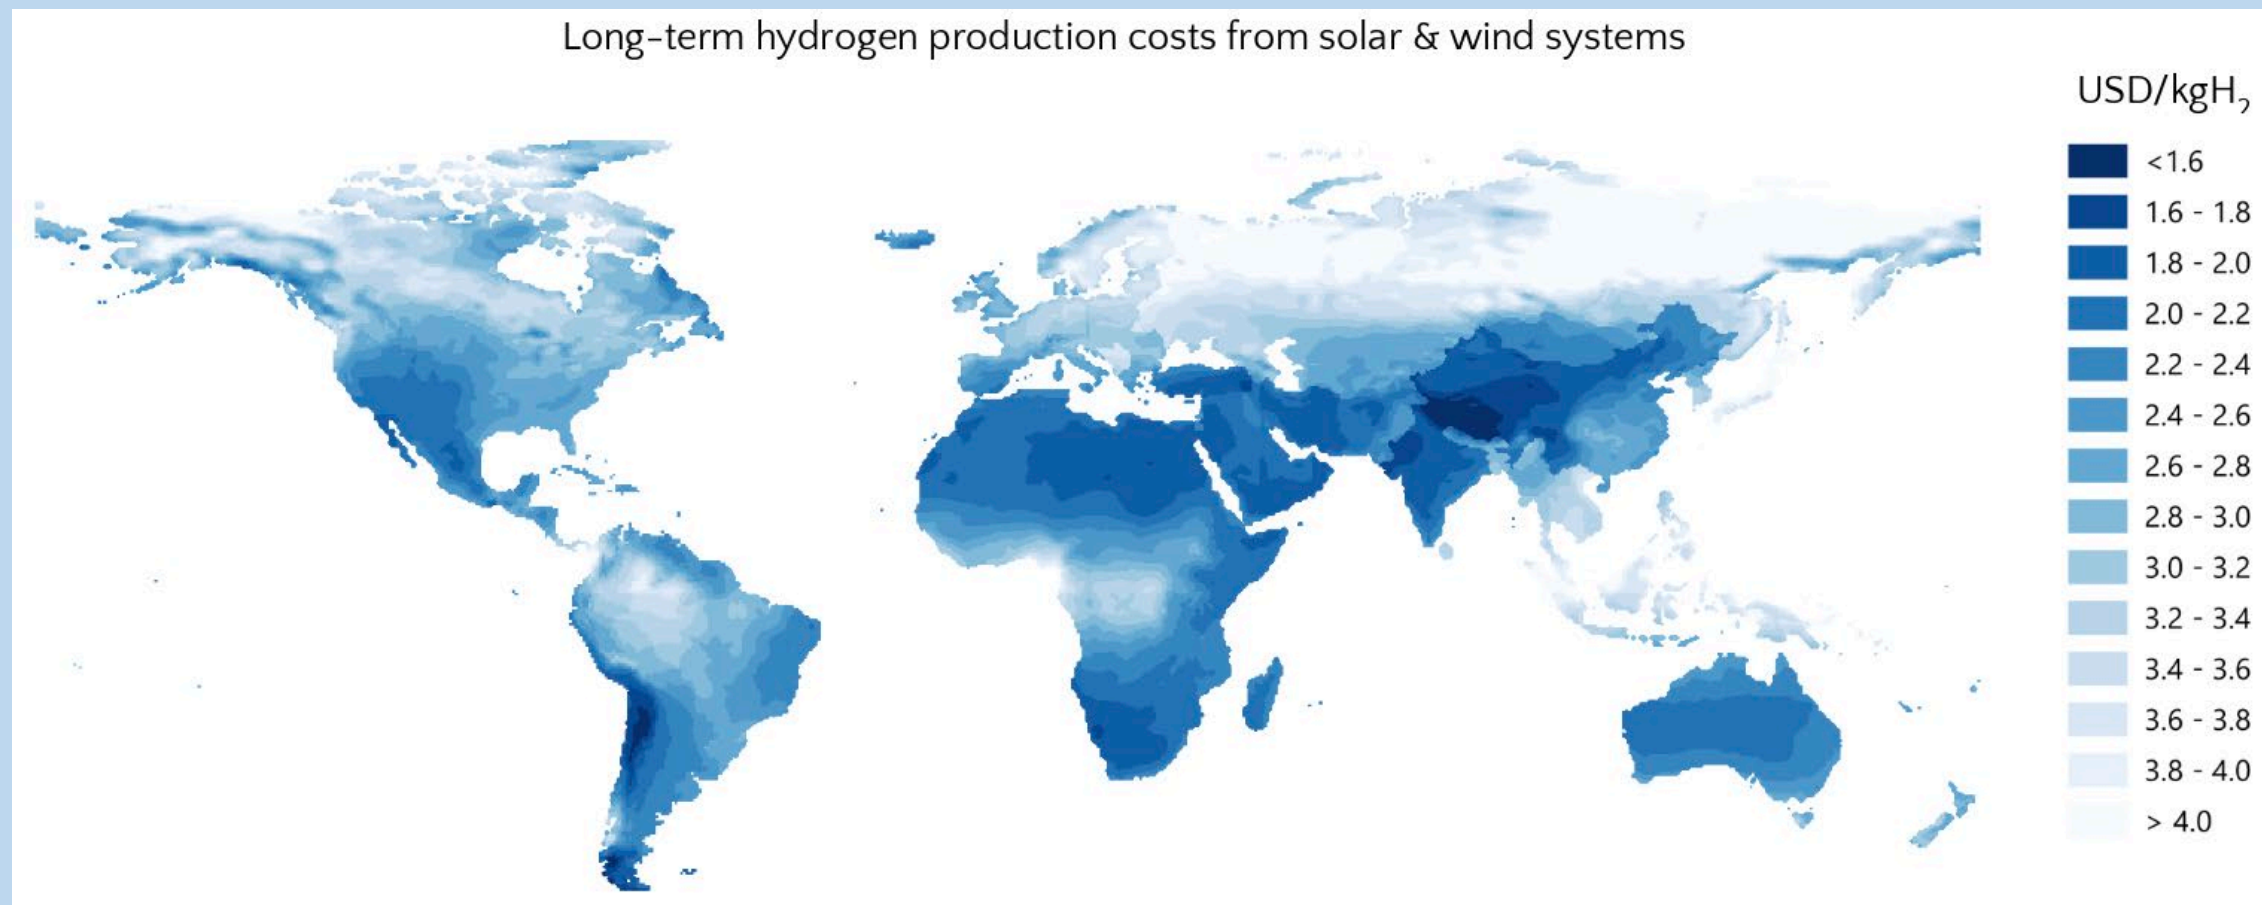 Long-term hydrogen production costs from solar & wind systems
USD/kgH₂
<1.6
1.6 - 1.8
1.8 - 2.0
2.0 - 2.2
2.2 - 2.4
2.4 - 2.6
2.6 - 2.8
2.8 - 3.0
3.0 - 3.2
3.2 - 3.4
3.4 - 3.6
3.6 - 3.8
3.8 - 4.0
> 4.0